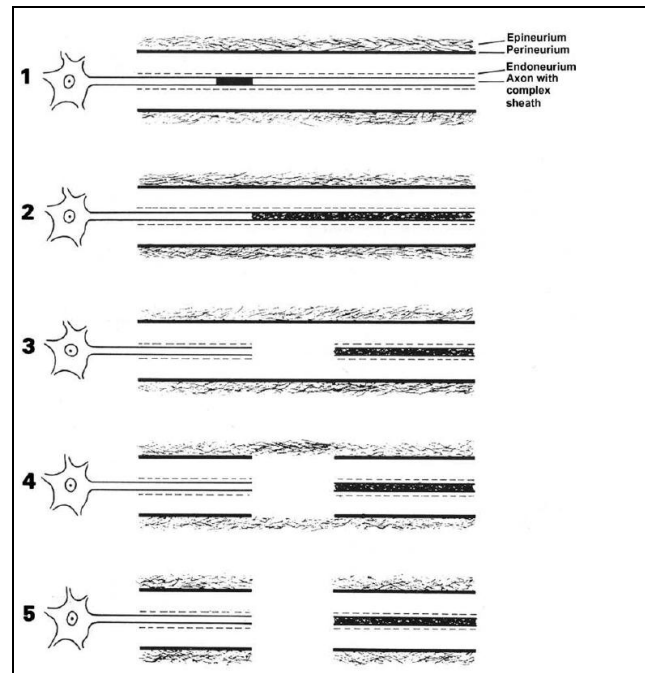 Epineurium
Perineurium
1
Endoneurium
Axon with
complex
sheath
2
3
4
5